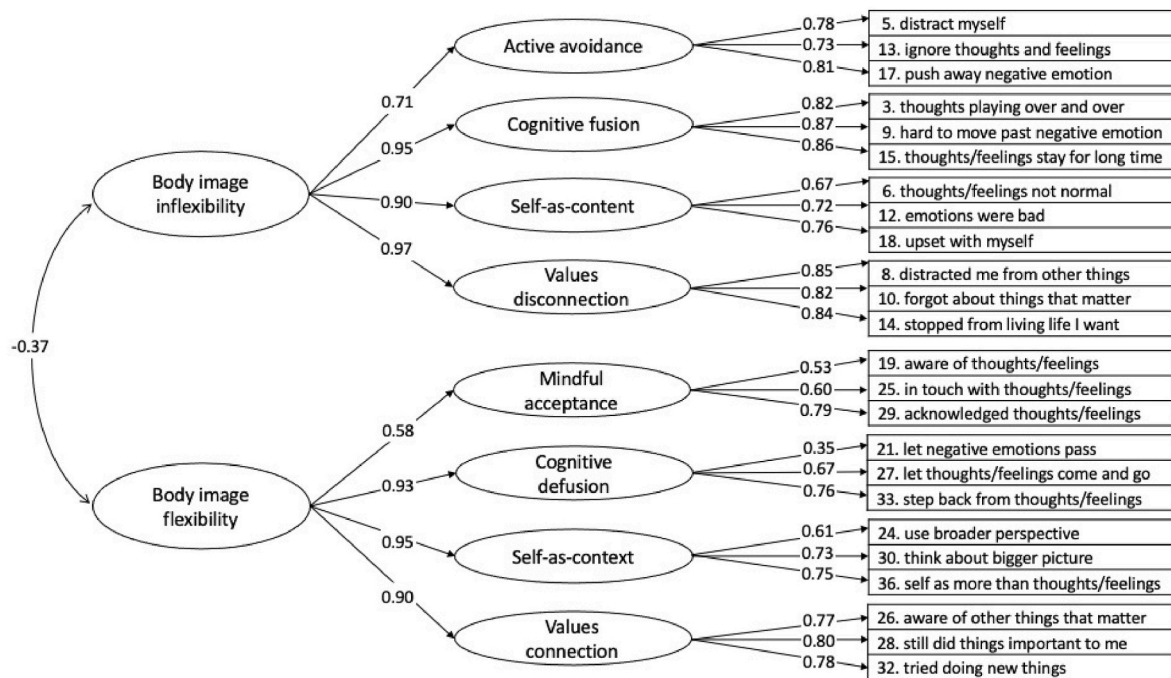 0.78
5. distract myself
Active avoidance
0.73
13. ignore thoughts and feelings
0.81
17. push away negative emotion
0.71
0.82
3. thoughts playing over and over
Cognitive fusion
0.87
9. hard to move past negative emotion
0.86
15. thoughts/feelings stay for long time
0.95
Body image
inflexibility
0.67
6. thoughts/feelings not normal
0.90
Self-as-content
0.72
12. emotions were bad
0.76
18. upset with myself
0.97
0.85
8. distracted me from other things
Values
disconnection
0.82
10. forgot about things that matter
0.84
14. stopped from living life I want
-0.37
0.53
19. aware of thoughts/feelings
Mindful
acceptance
0.60
25. in touch with thoughts/feelings
0.79
29. acknowledged thoughts/feelings
0.58
0.35
21. let negative emotions pass
Cognitive
defusion
0.67
27. let thoughts/feelings come and go
0.76
33. step back from thoughts/feelings
0.93
Body image
flexibility
0.61
24. use broader perspective
0.95
Self-as-context
0.73
30. think about bigger picture
0.75
36. self as more than thoughts/feelings
0.90
0.77
26. aware of other things that matter
Values
connection
0.80
28. still did things important to me
0.78
32. tried doing new things